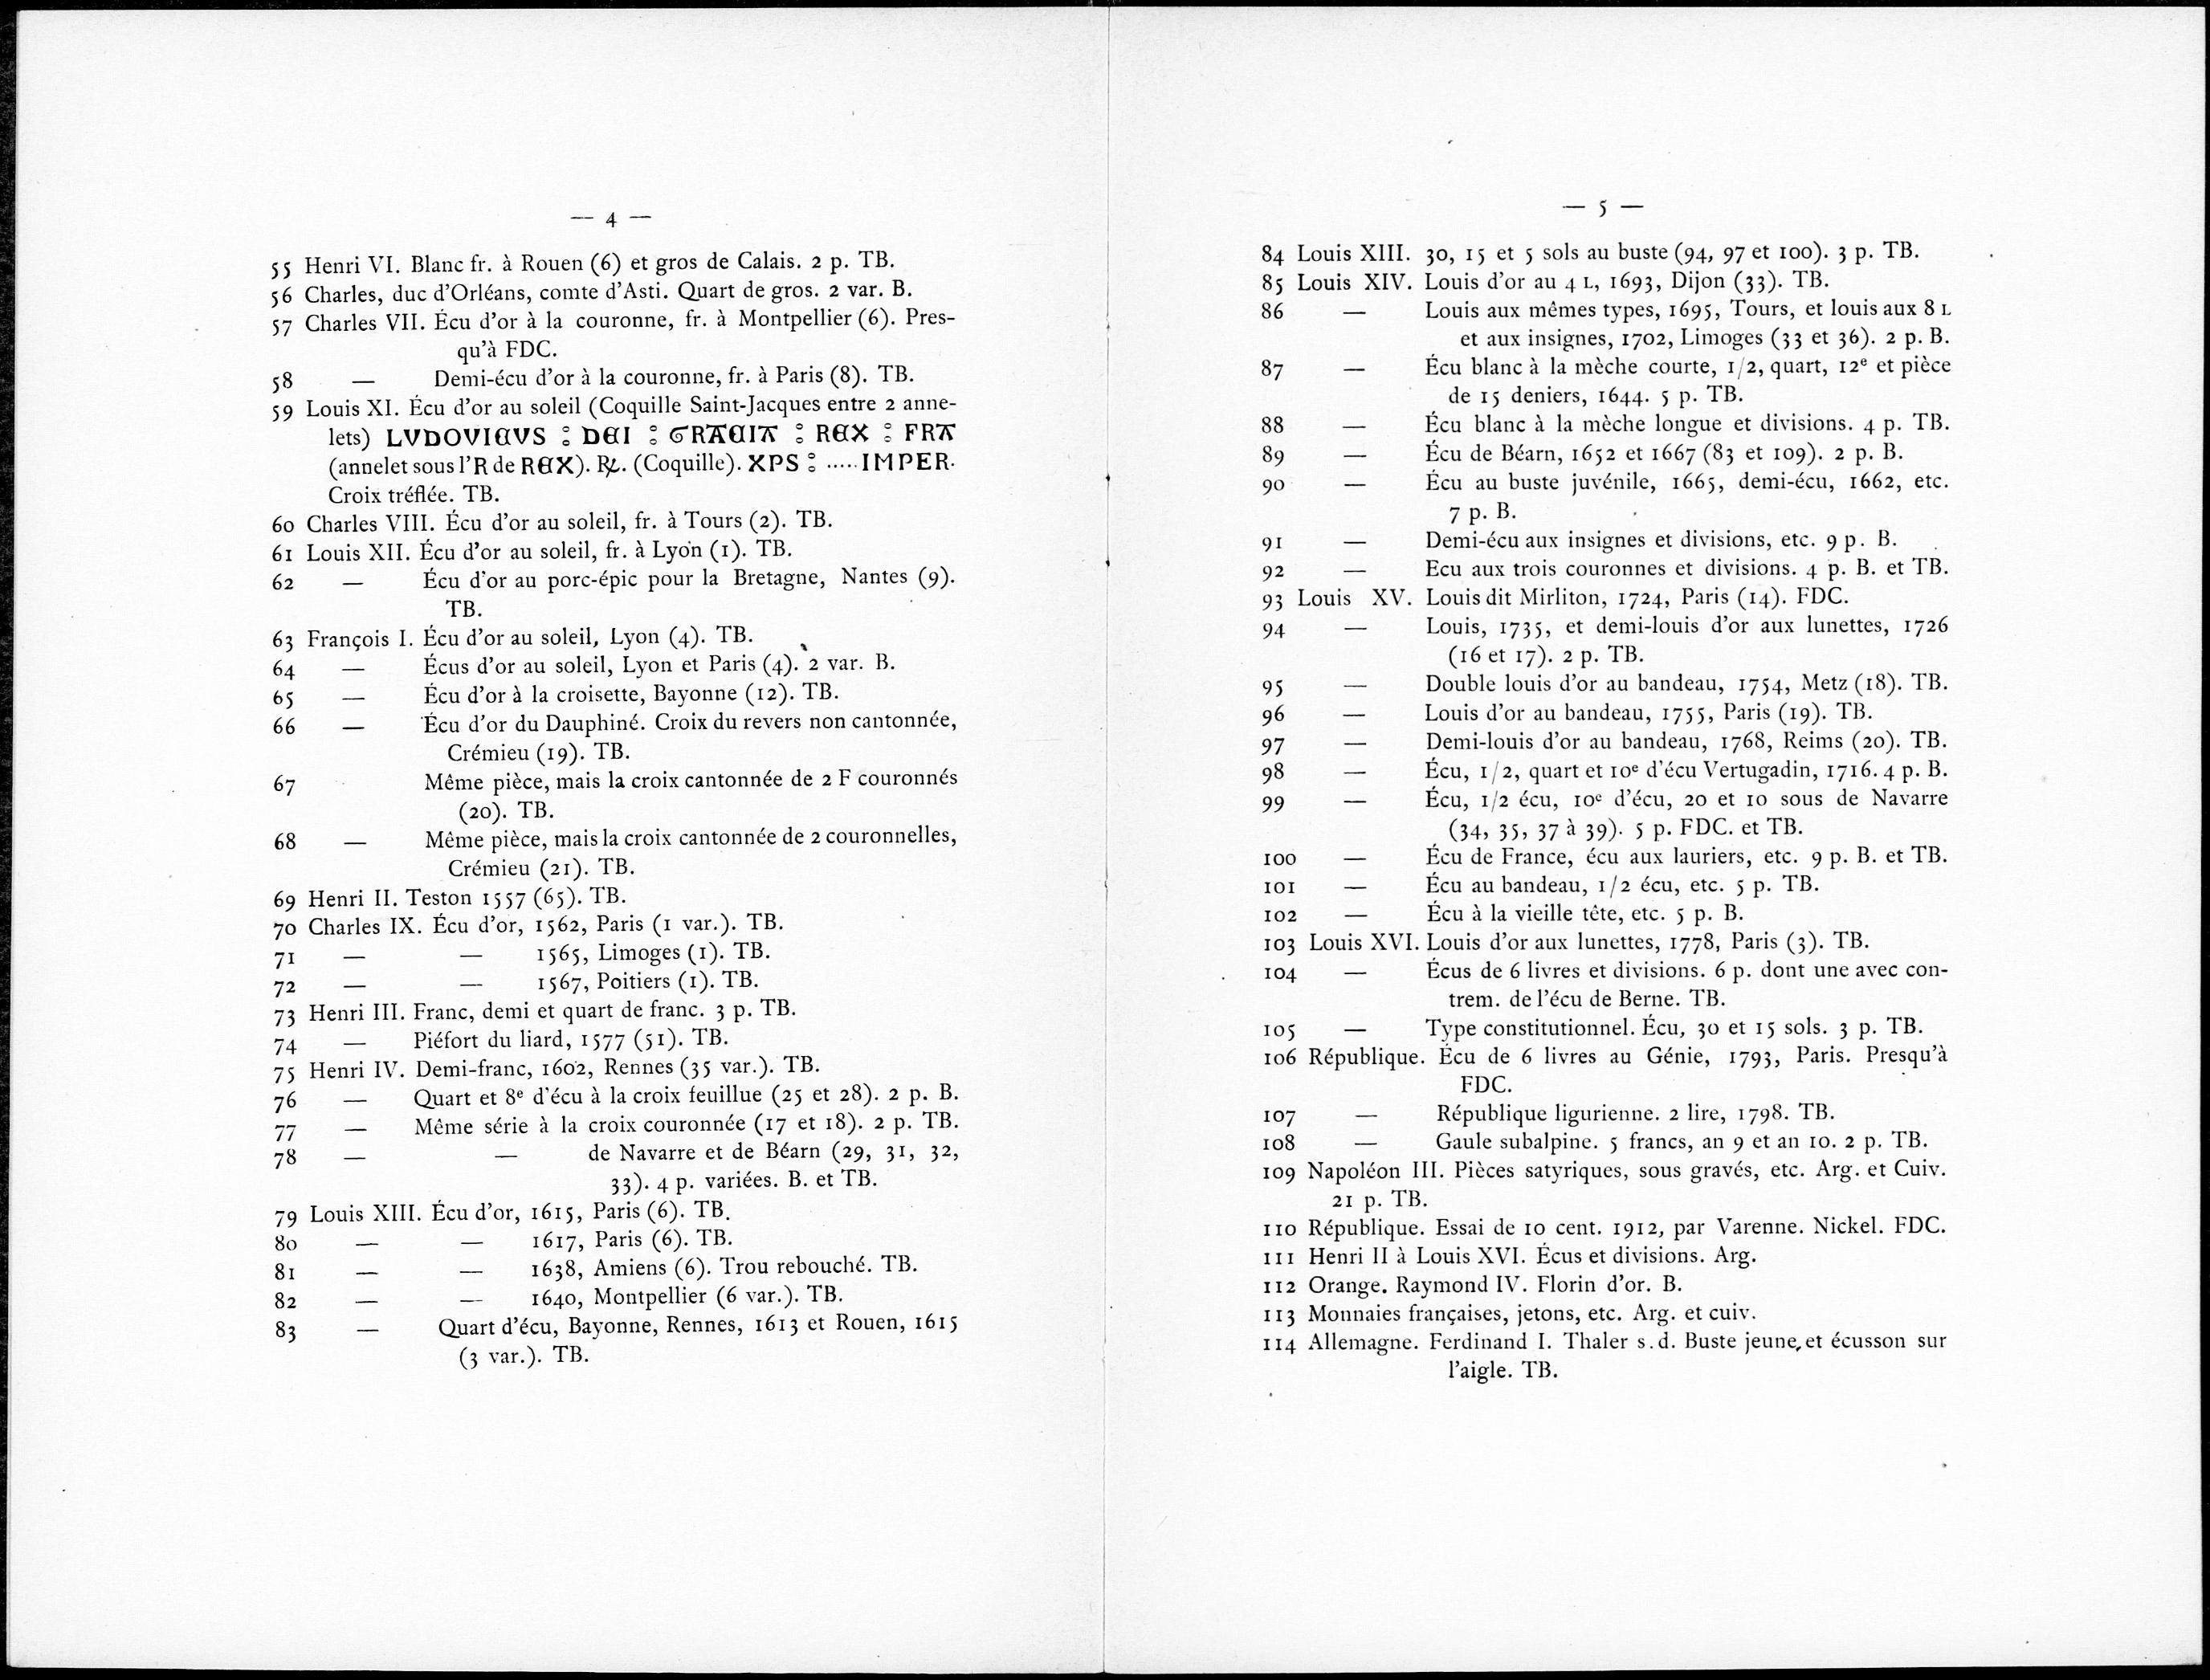 — 4 —
55 Henri VI. Blanc fr. à Rouen (6) et gros de Calais. 2 p. TB.
56 Charles, duc d'Orléans, comte d'Asti. Quart de gros. 2 var. B.
57 Charles VII. Écu d'or à la couronne, fr. à Montpellier (6). Pres-
qu'à FDC.
58 — Demi-écu d'or à la couronne, fr. à Paris (8). TB.
59 Louis XI. Écu d'or au soleil (Coquille Saint-Jacques entre 2 anne-
lets) LVDOVICVS : DEI : GRACIA : REX : FRA
(annelet sous l'R de REX). R/. (Coquille). XPS : ..... IMPER.
Croix tréflée. TB.
60 Charles VIII. Écu d'or au soleil, fr. à Tours (2). TB.
61 Louis XII. Écu d'or au soleil, fr. à Lyon (1). TB.
62 — Écu d'or au porc-épic pour la Bretagne, Nantes (9).
TB.
63 François I. Écu d'or au soleil, Lyon (4). TB.
64 — Écus d'or au soleil, Lyon et Paris (4). 2 var. B.
65 — Écu d'or à la croisette, Bayonne (12). TB.
66 — Écu d'or du Dauphiné. Croix du revers non cantonnée,
Crémieu (19). TB.
67 Même pièce, mais la croix cantonnée de 2 F couronnés
(20). TB.
68 — Même pièce, mais la croix cantonnée de 2 couronnelles,
Crémieu (21). TB.
69 Henri II. Teston 1557 (65). TB.
70 Charles IX. Écu d'or, 1562, Paris (1 var.). TB.
71 — — 1565, Limoges (1). TB.
72 — — 1567, Poitiers (1). TB.
73 Henri III. Franc, demi et quart de franc. 3 p. TB.
74 — Piéfort du liard, 1577 (51). TB.
75 Henri IV. Demi-franc, 1602, Rennes (35 var.). TB.
76 — Quart et 8e d'écu à la croix feuillue (25 et 28). 2 p. B.
77 — Même série à la croix couronnée (17 et 18). 2 p. TB.
78 — — de Navarre et de Béarn (29, 31, 32,
33). 4 p. variées. B. et TB.
79 Louis XIII. Écu d'or, 1615, Paris (6). TB.
80 — — 1617, Paris (6). TB.
81 — — 1638, Amiens (6). Trou rebouché. TB.
82 — — 1640, Montpellier (6 var.). TB.
83 — Quart d'écu, Bayonne, Rennes, 1613 et Rouen, 1615
(3 var.). TB.
— 5 —
84 Louis XIII. 30, 15 et 5 sols au buste (94, 97 et 100). 3 p. TB.
85 Louis XIV. Louis d'or au 4 L, 1693, Dijon (33). TB.
86 — Louis aux mêmes types, 1695, Tours, et louis aux 8 L
et aux insignes, 1702, Limoges (33 et 36). 2 p. B.
87 — Écu blanc à la mèche courte, 1/2, quart, 12e et pièce
de 15 deniers, 1644. 5 p. TB.
88 — Écu blanc à la mèche longue et divisions. 4 p. TB.
89 — Écu de Béarn, 1652 et 1667 (83 et 109). 2 p. B.
90 — Écu au buste juvénile, 1665, demi-écu, 1662, etc.
7 p. B.
91 — Demi-écu aux insignes et divisions, etc. 9 p. B.
92 — Ecu aux trois couronnes et divisions. 4 p. B. et TB.
93 Louis XV. Louis dit Mirliton, 1724, Paris (14). FDC.
94 — Louis, 1735, et demi-louis d'or aux lunettes, 1726
(16 et 17). 2 p. TB.
95 — Double louis d'or au bandeau, 1754, Metz (18). TB.
96 — Louis d'or au bandeau, 1755, Paris (19). TB.
97 — Demi-louis d'or au bandeau, 1768, Reims (20). TB.
98 — Écu, 1/2, quart et 10e d'écu Vertugadin, 1716. 4 p. B.
99 — Écu, 1/2 écu, 10e d'écu, 20 et 10 sous de Navarre
(34, 35, 37 à 39). 5 p. FDC. et TB.
100 — Écu de France, écu aux lauriers, etc. 9 p. B. et TB.
101 — Écu au bandeau, 1/2 écu, etc. 5 p. TB.
102 — Écu à la vieille tête, etc. 5 p. B.
103 Louis XVI. Louis d'or aux lunettes, 1778, Paris (3). TB.
104 — Écus de 6 livres et divisions. 6 p. dont une avec con-
trem. de l'écu de Berne. TB.
105 — Type constitutionnel. Écu, 30 et 15 sols. 3 p. TB.
106 République. Écu de 6 livres au Génie, 1793, Paris. Presqu'à
FDC.
107 — République ligurienne. 2 lire, 1798. TB.
108 — Gaule subalpine. 5 francs, an 9 et an 10. 2 p. TB.
109 Napoléon III. Pièces satyriques, sous gravés, etc. Arg. et Cuiv.
21 p. TB.
110 République. Essai de 10 cent. 1912, par Varenne. Nickel. FDC.
111 Henri II à Louis XVI. Écus et divisions. Arg.
112 Orange. Raymond IV. Florin d'or. B.
113 Monnaies françaises, jetons, etc. Arg. et cuiv.
114 Allemagne. Ferdinand I. Thaler s.d. Buste jeune, et écusson sur
l'aigle. TB.